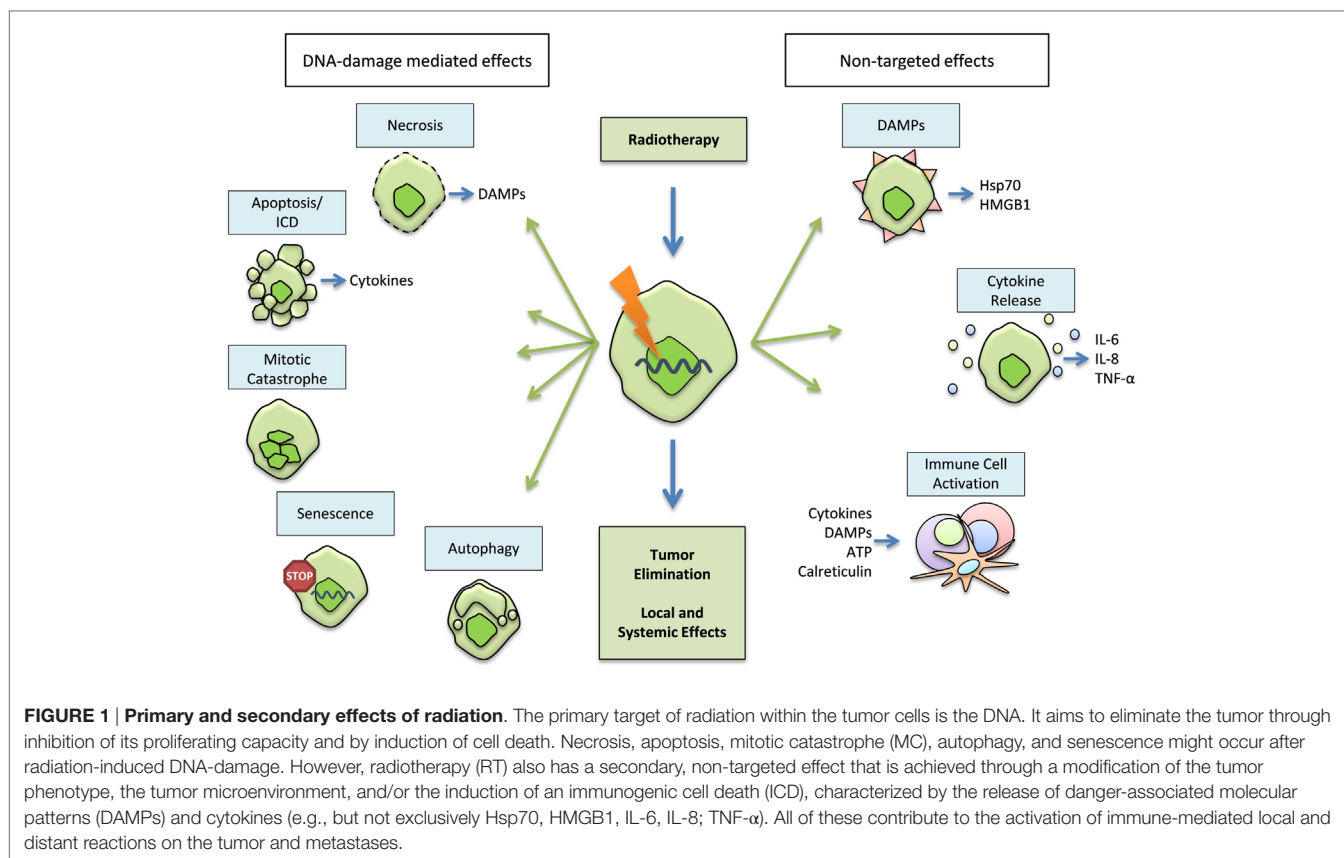 DNA-damage mediated effects
Non-targeted effects
Necrosis
DAMPs
Apoptosis/
ICD
Cytokines
Mitotic
Catastrophe
Senescence
STOP
Autophagy
Radiotherapy
Tumor
Elimination
Local and
Systemic Effects
DAMPs
Hsp70
HMGB1
Cytokine
Release
IL-6
IL-8
TNF-α
Immune Cell
Activation
Cytokines
DAMPs
ATP
Calreticulin
FIGURE 1 | Primary and secondary effects of radiation. The primary target of radiation within the tumor cells is the DNA. It aims to eliminate the tumor through
inhibition of its proliferating capacity and by induction of cell death. Necrosis, apoptosis, mitotic catastrophe (MC), autophagy, and senescence might occur after
radiation-induced DNA-damage. However, radiotherapy (RT) also has a secondary, non-targeted effect that is achieved through a modification of the tumor
phenotype, the tumor microenvironment, and/or the induction of an immunogenic cell death (ICD), characterized by the release of danger-associated molecular
patterns (DAMPs) and cytokines (e.g., but not exclusively Hsp70, HMGB1, IL-6, IL-8; TNF-α). All of these contribute to the activation of immune-mediated local and
distant reactions on the tumor and metastases.